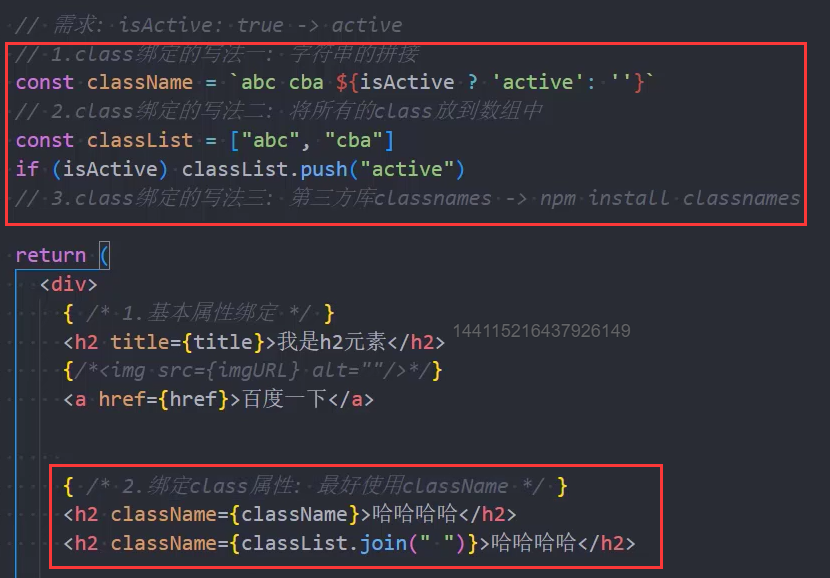 // 需求: isActive: true -> active
// 1.class绑定的写法一: 字符串的拼接
const className = `abc cba ${isActive ? 'active': ''}`
// 2.class绑定的写法二: 将所有的class放到数组中
const classList = ["abc", "cba"]
if (isActive) classList.push("active")
// 3.class绑定的写法三: 第三方库classnames -> npm install classnames
return (
<div>
{ /* 1.基本属性绑定 */ }
<h2 title={title}>我是h2元素</h2>
144115216437926149
{/*<img src={imgURL} alt=""/>*/}
<a href={href}>百度一下</a>
{ /* 2.绑定class属性: 最好使用className */ }
<h2 className={className}>哈哈哈哈</h2>
<h2 className={classList.join(" ")}>哈哈哈哈</h2>